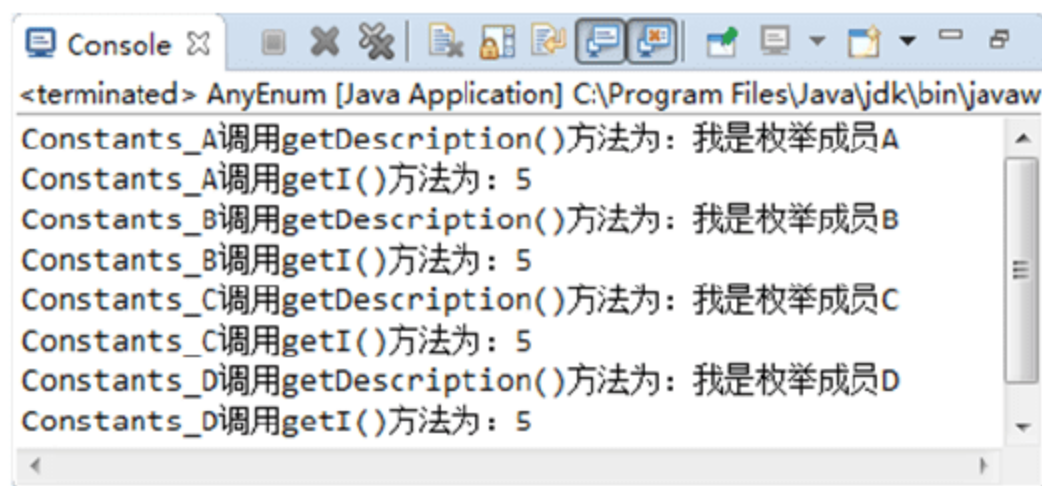 Console
<terminated> AnyEnum [Java Application] C:\Program Files\Java\jdk\bin\javaw
Constants_A调用getDescription()方法为：我是枚举成员A
Constants_A调用getI()方法为：5
Constants_B调用getDescription()方法为：我是枚举成员B
Constants_B调用getI()方法为：5
Constants_C调用getDescription()方法为：我是枚举成员C
Constants_C调用getI()方法为：5
Constants_D调用getDescription()方法为：我是枚举成员D
Constants_D调用getI()方法为：5